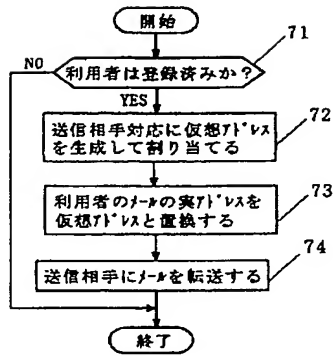 開始
71
NO
利用者は登録済みか?
YES
72
送信相手対応に仮想ｱﾄﾞﾚｽ
を生成して割り当てる
73
利用者のメールの実ｱﾄﾞﾚｽを
仮想ｱﾄﾞﾚｽと置換する
74
送信相手にメールを転送する
終了